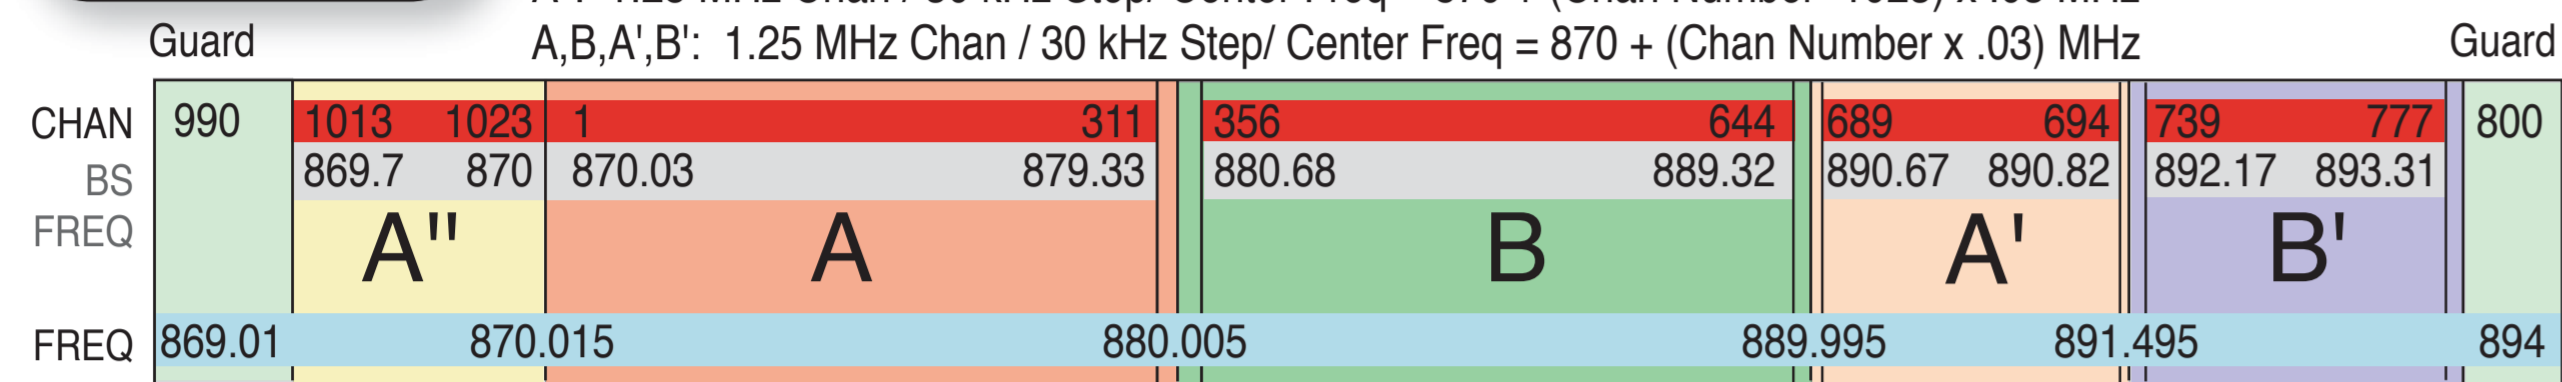 Guard A,B,A',B': 1.25 MHz Chan / 30 kHz Step/ Center Freq = 870 + (Chan Number x .03) MHz Guard
CHAN 990 1013 1023 1 311 356 644 689 694 739 777 800
BS 869.7 870 870.03 879.33 880.68 889.32 890.67 890.82 892.17 893.31
FREQ A" A B A' B'
FREQ 869.01 870.015 880.005 889.995 891.495 894